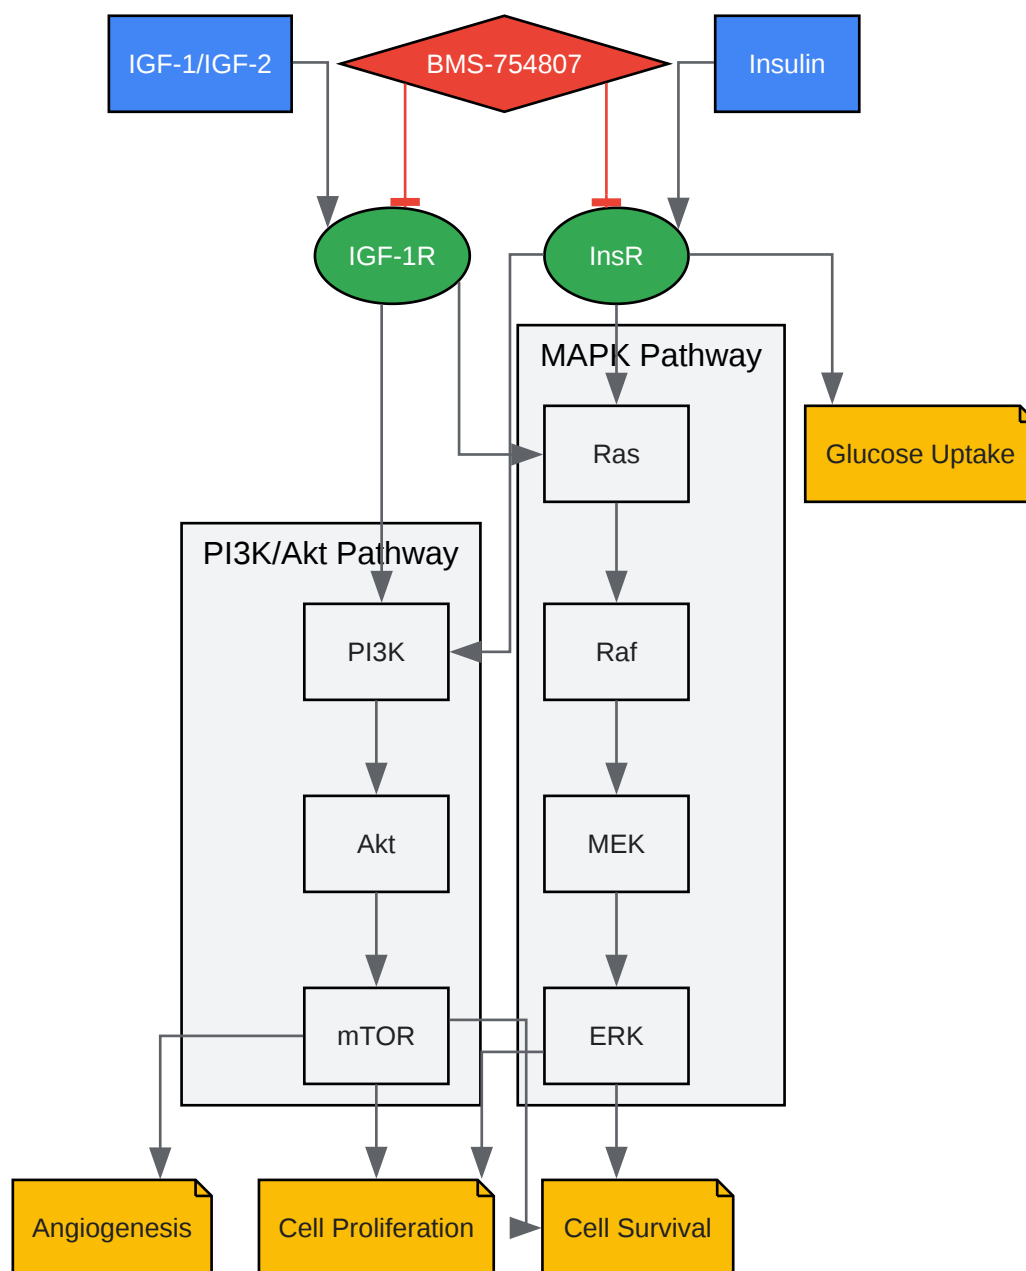 IGF-1/IGF-2
BMS-754807
Insulin
IGF-1R
InsR
MAPK Pathway
Ras
Glucose Uptake
PI3K/Akt Pathway
PI3K
Raf
Akt
MEK
mTOR
ERK
Angiogenesis
Cell Proliferation
Cell Survival